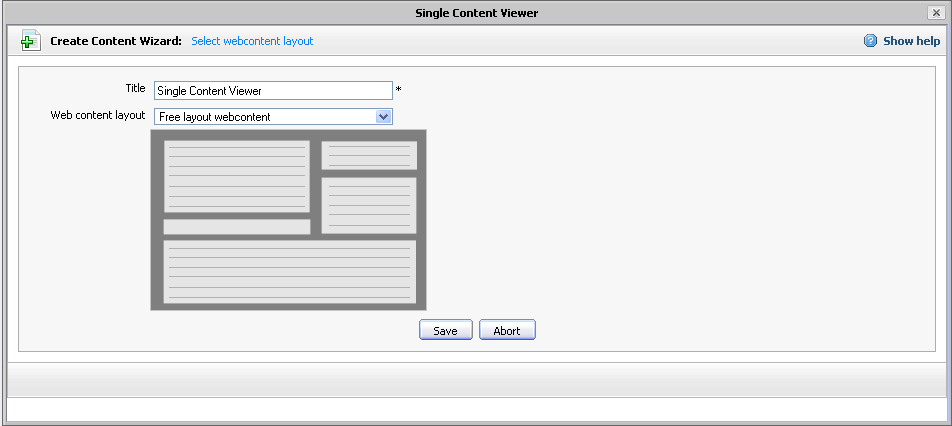 Single Content Viewer
Create Content Wizard: Select webcontent layout Show help
Title Single Content Viewer *
Web content layout Free layout webcontent
Save Abort